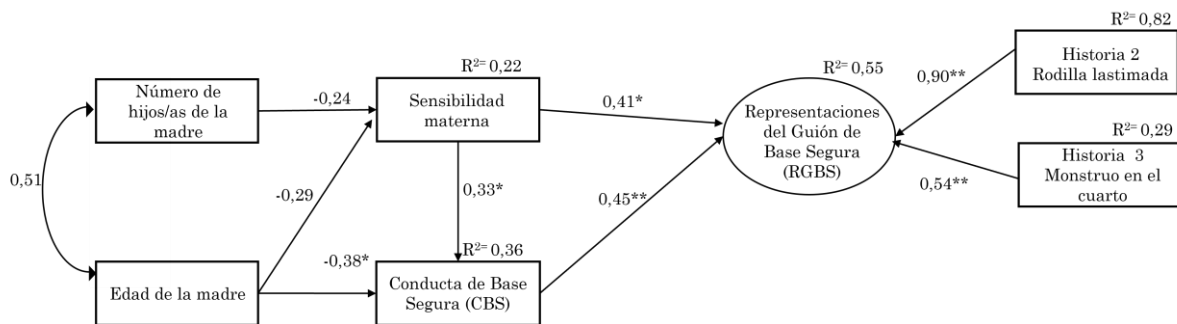 R²= 0,82
Historia 2
Rodilla lastimada
R²= 0,22
R²= 0,55
0,90**
Número de
hijos/as de la
madre
-0,24
Sensibilidad
materna
0,41*
Representaciones
del Guión de
Base Segura
(RGBS)
R²= 0,29
Historia 3
Monstruo en el
cuarto
0,54**
0,51
-0,29
0,33*
0,45**
R²= 0,36
-0,38*
Edad de la madre
Conducta de Base
Segura (CBS)